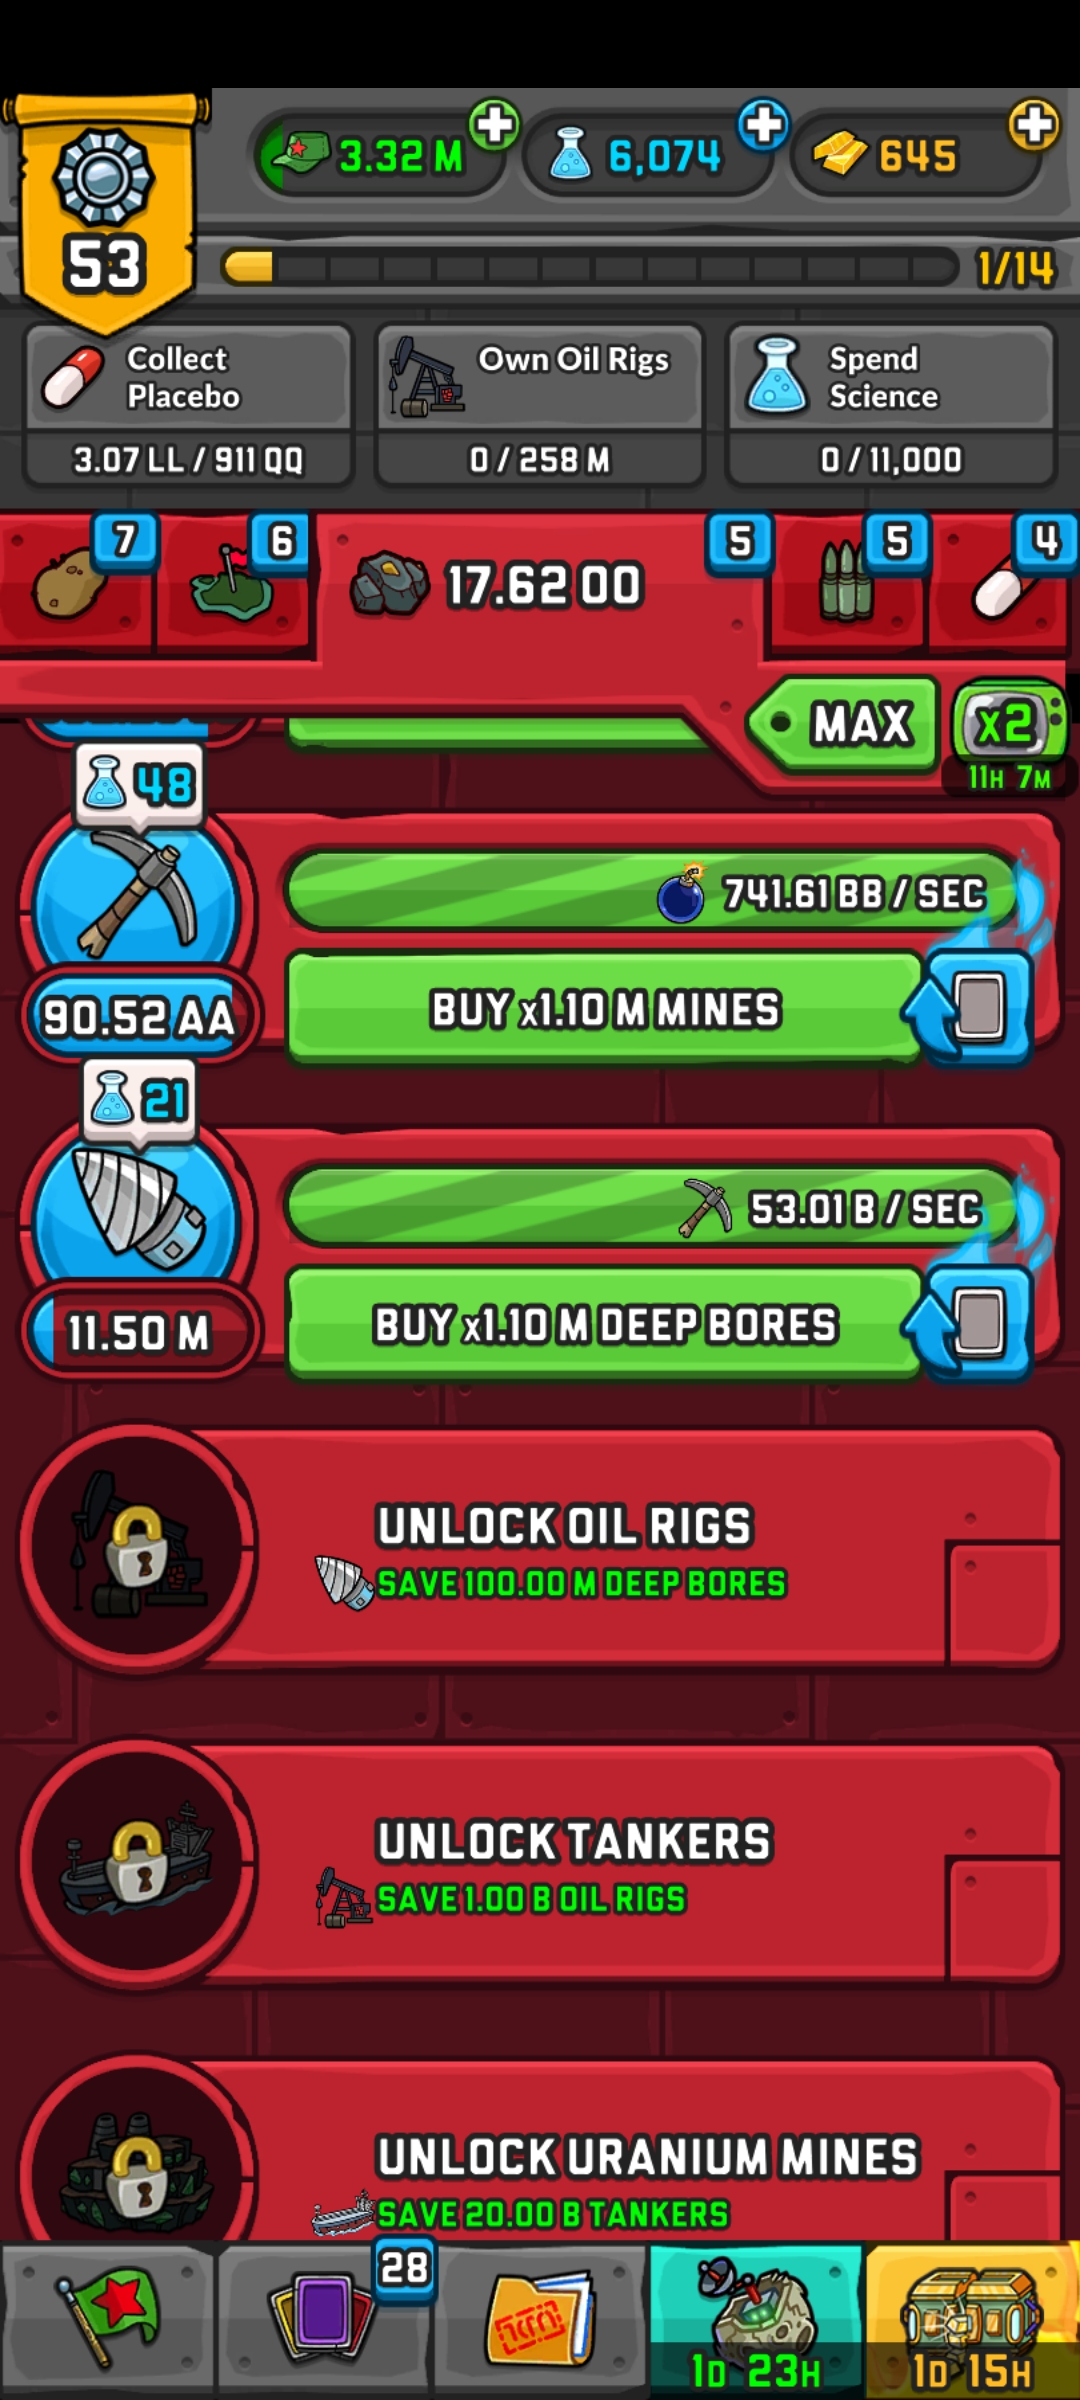 53
3.32 M
6,074
645
1/14
Collect
Placebo
3.07 LL / 911 QQ
Own Oil Rigs
0 / 258 M
Spend
Science
0 / 11,000
7
6
17.62 OO
5
5
4
MAX
x2
11H 7M
48
741.61 BB / SEC
90.52 AA
BUY x1.10 M MINES
21
53.01 B / SEC
11.50 M
BUY x1.10 M DEEP BORES
UNLOCK OIL RIGS
SAVE 100.00 M DEEP BORES
UNLOCK TANKERS
SAVE 1.00 B OIL RIGS
UNLOCK URANIUM MINES
SAVE 20.00 B TANKERS
28
1D 23H
1D 15H